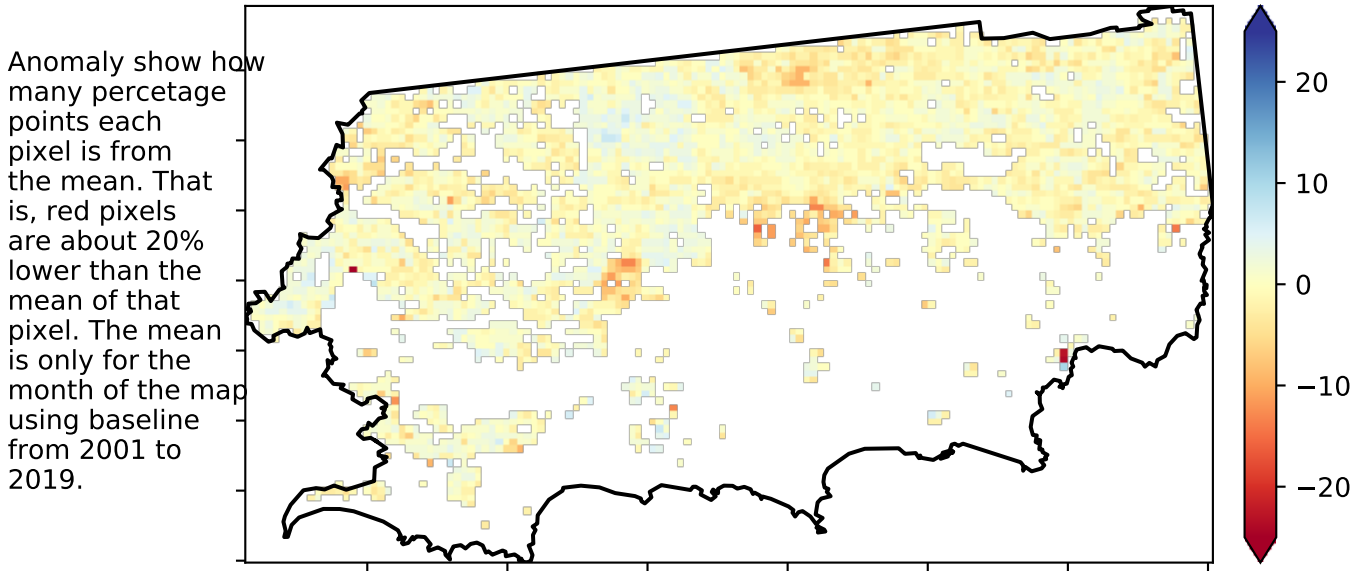 Anomaly show how
many percetage
points each
pixel is from
the mean. That
is, red pixels
are about 20%
lower than the
mean of that
pixel. The mean
is only for the
month of the map
using baseline
from 2001 to
2019.
20
10
0
−10
−20